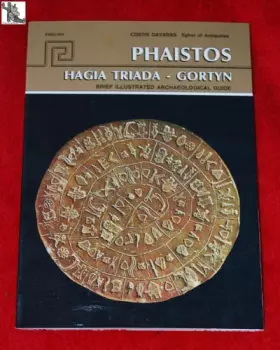 ENGLISH
COSTIS DAVARAS Ephor of Antiquities
PHAISTOS
HAGIA TRIADA - GORTYN
BRIEF ILLUSTRATED ARCHAEOLOGICAL GUIDE